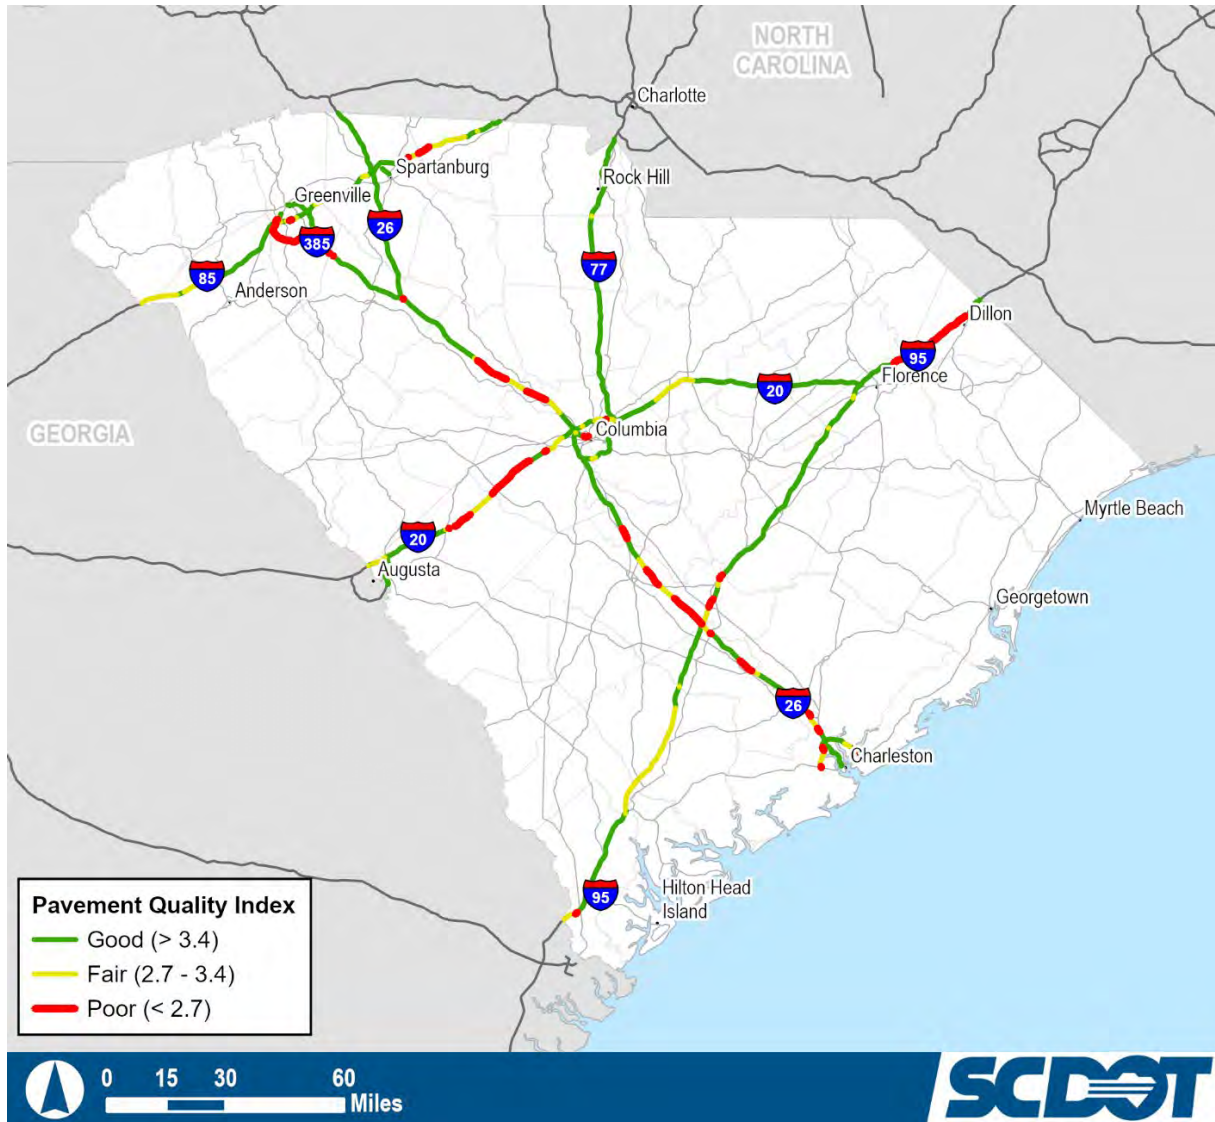 NORTH
CAROLINA
Charlotte
Spartanburg
Rock Hill
Greenville
26
385
77
85
Anderson
Dillon
95
Florence
20
GEORGIA
Columbia
Myrtle Beach
20
Augusta
Georgetown
26
Charleston
95
Hilton Head
Island
Pavement Quality Index
Good (> 3.4)
Fair (2.7 - 3.4)
Poor (< 2.7)
0 15 30 60
Miles
SCDOT